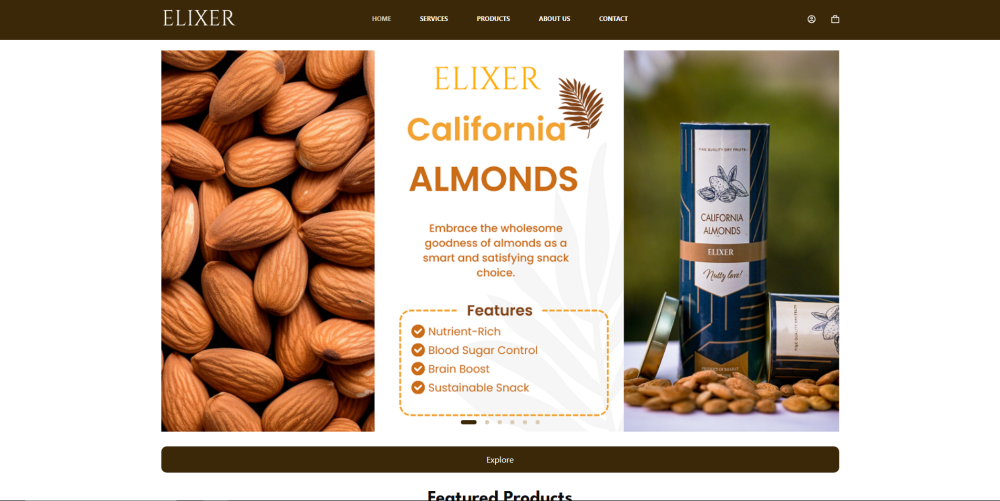 ELIXER
HOME
SERVICES
PRODUCTS
ABOUT US
CONTACT
ELIXER
California
ALMONDS
Embrace the wholesome
goodness of almonds as a
smart and satisfying snack
choice.
Features
Nutrient-Rich
Blood Sugar Control
Brain Boost
Sustainable Snack
THE QUALITY DRY FRUITS
CALIFORNIA
ALMONDS
ELIXER
Nutty love!
Explore
Featured Products